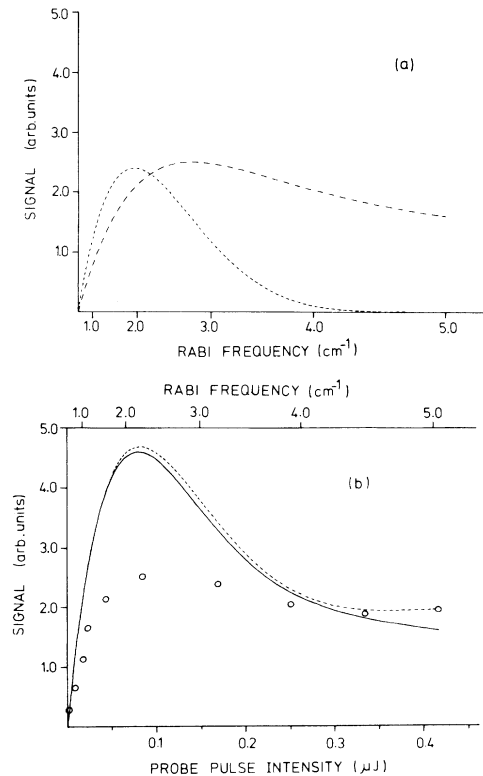 5.0
4.0
3.0
2.0
1.0
SIGNAL (arb.units)
(a)
1.0 2.0 3.0 4.0 5.0
RABI FREQUENCY (cm-1)
RABI FREQUENCY (cm-1)
1.0 2.0 3.0 4.0 5.0
5.0
4.0
3.0
2.0
1.0
SIGNAL (arb.units)
(b)
0.1 0.2 0.3 0.4
PROBE PULSE INTENSITY (μJ)